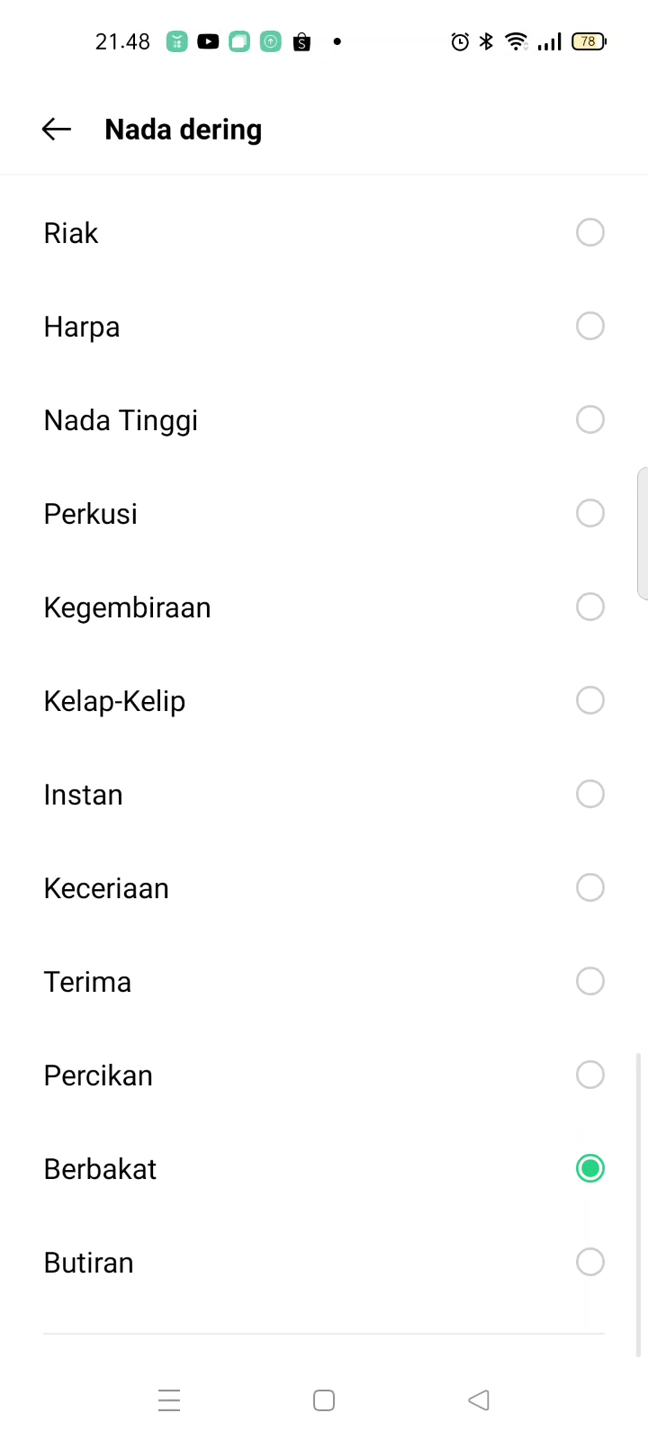 21.48
78
Nada dering
Riak
Harpa
Nada Tinggi
Perkusi
Kegembiraan
Kelap-Kelip
Instan
Keceriaan
Terima
Percikan
Berbakat
Butiran